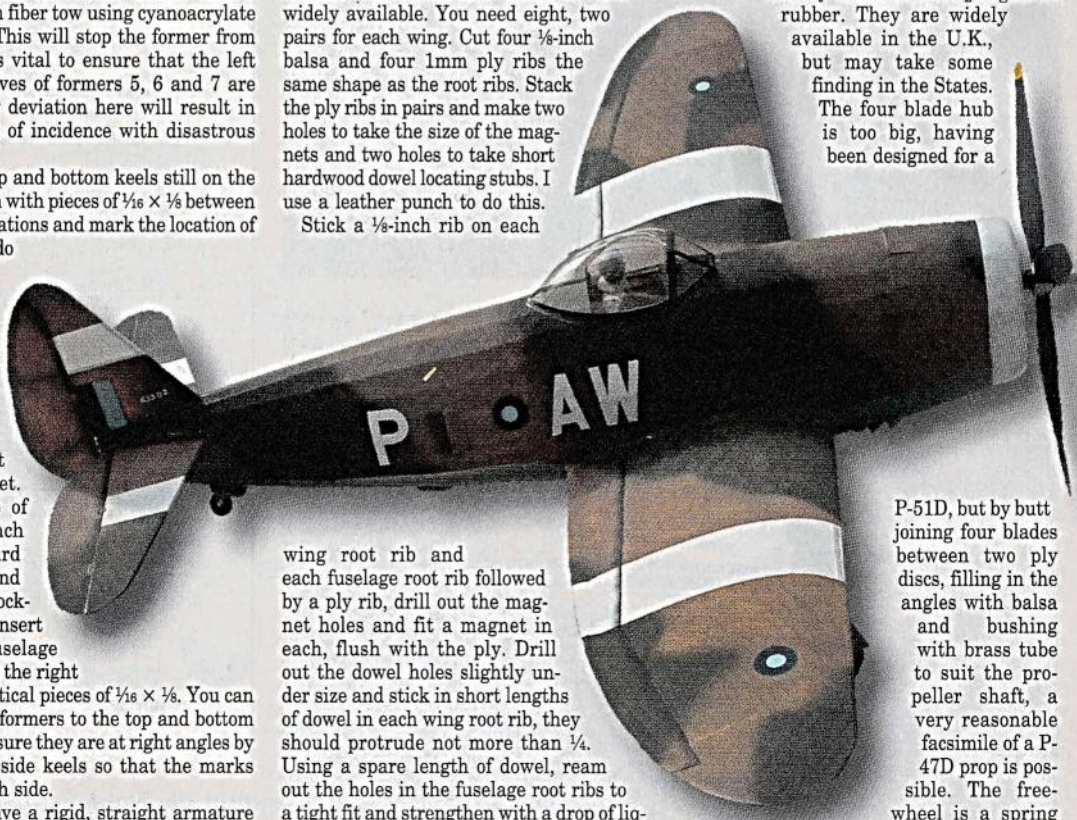 n fiber tow using cyanoacrylate
This will stop the former from
s vital to ensure that the left
ves of formers 5, 6 and 7 are
deviation here will result in
of incidence with disastrous
p and bottom keels still on the
with pieces of 1⁄16 × 1⁄8 between
ations and mark the location of
do
t
et.
of
nch
rd
nd
ock-
nsert
uselage
the right
tical pieces of 1⁄16 × 1⁄8. You can
formers to the top and bottom
sure they are at right angles by
side keels so that the marks
h side.
ave a rigid, straight armature
widely available. You need eight, two
pairs for each wing. Cut four 1⁄8-inch
balsa and four 1mm ply ribs the
same shape as the root ribs. Stack
the ply ribs in pairs and make two
holes to take the size of the mag-
nets and two holes to take short
hardwood dowel locating stubs. I
use a leather punch to do this.
Stick a 1⁄8-inch rib on each
wing root rib and
each fuselage root rib followed
by a ply rib, drill out the mag-
net holes and fit a magnet in
each, flush with the ply. Drill
out the dowel holes slightly un-
der size and stick in short lengths
of dowel in each wing root rib, they
should protrude not more than 1⁄4.
Using a spare length of dowel, ream
out the holes in the fuselage root ribs to
a tight fit and strengthen with a drop of liq-
rubber. They are widely
available in the U.K.,
but may take some
finding in the States.
The four blade hub
is too big, having
been designed for a
P-51D, but by butt
joining four blades
between two ply
discs, filling in the
angles with balsa
and bushing
with brass tube
to suit the pro-
peller shaft, a
very reasonable
facsimile of a P-
47D prop is pos-
sible. The free-
wheel is a spring
P AW